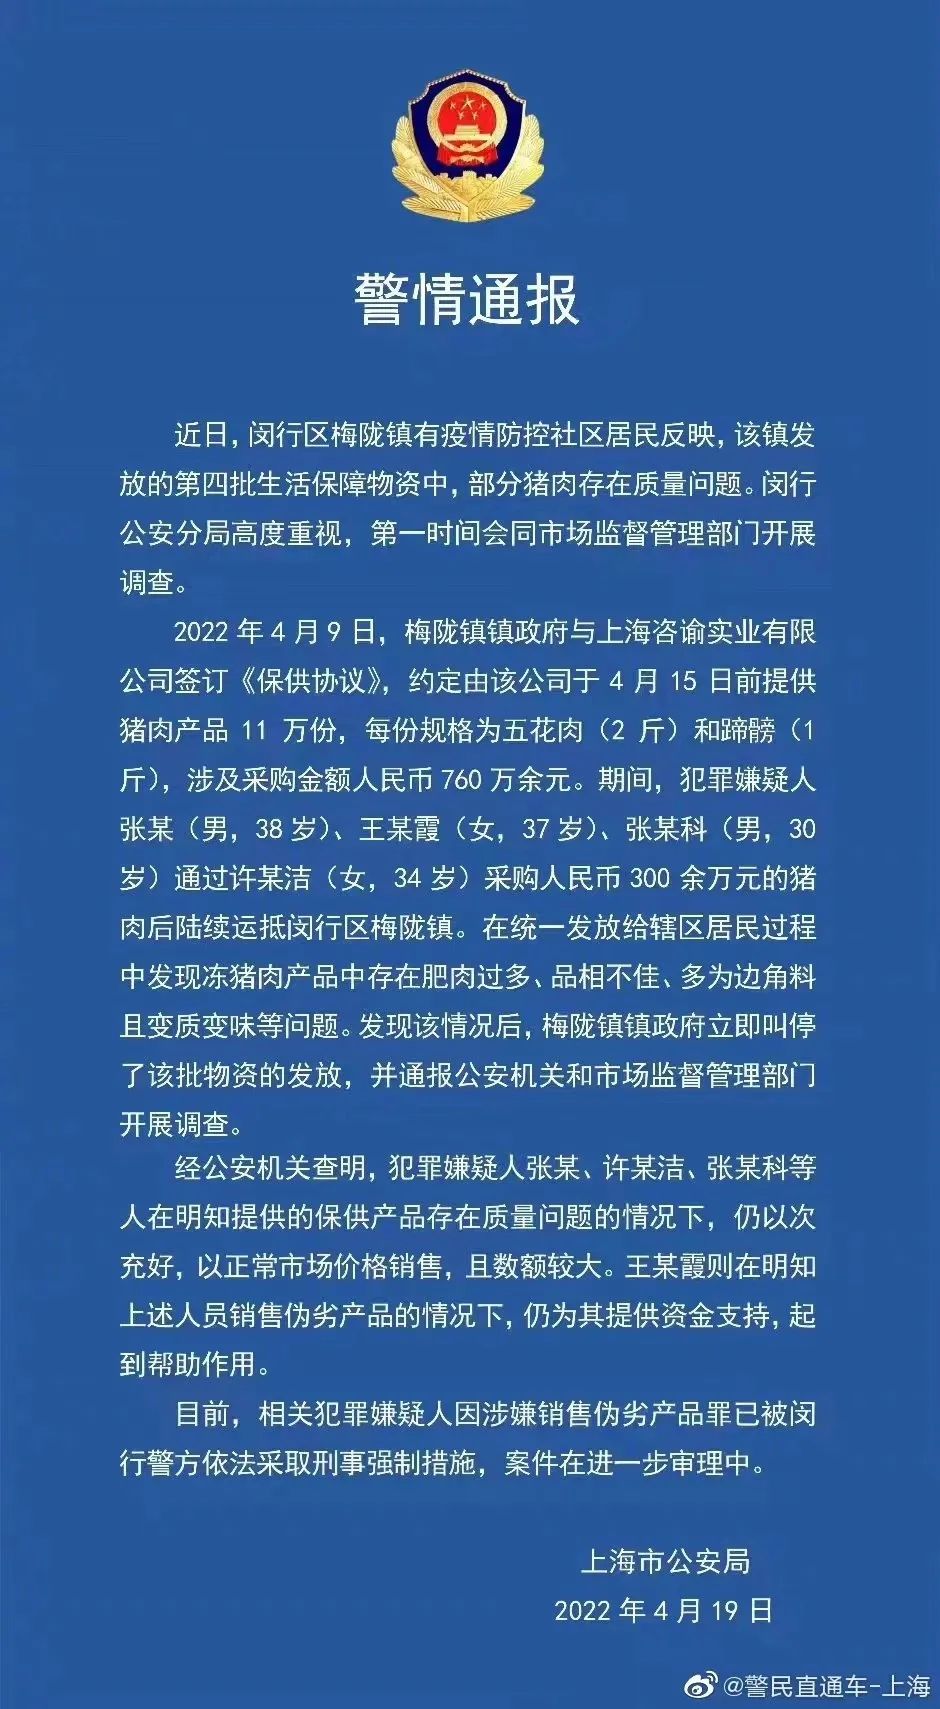 警情通报
近日，闵行区梅陇镇有疫情防控社区居民反映，该镇发
放的第四批生活保障物资中，部分猪肉存在质量问题。闵行
公安分局高度重视，第一时间会同市场监督管理部门开展
调查。
2022 年 4 月 9 日，梅陇镇镇政府与上海咨谕实业有限
公司签订《保供协议》，约定由该公司于 4 月 15 日前提供
猪肉产品 11 万份，每份规格为五花肉（2 斤）和蹄髈（1
斤），涉及采购金额人民币 760 万余元。期间，犯罪嫌疑人
张某（男，38 岁）、王某霞（女，37 岁）、张某科（男，30
岁）通过许某洁（女，34 岁）采购人民币 300 余万元的猪
肉后陆续运抵闵行区梅陇镇。在统一发放给辖区居民过程
中发现冻猪肉产品中存在肥肉过多、品相不佳、多为边角料
且变质变味等问题。发现该情况后，梅陇镇镇政府立即叫停
了该批物资的发放，并通报公安机关和市场监督管理部门
开展调查。
经公安机关查明，犯罪嫌疑人张某、许某洁、张某科等
人在明知提供的保供产品存在质量问题的情况下，仍以次
充好，以正常市场价格销售，且数额较大。王某霞则在明知
上述人员销售伪劣产品的情况下，仍为其提供资金支持，起
到帮助作用。
目前，相关犯罪嫌疑人因涉嫌销售伪劣产品罪已被闵
行警方依法采取刑事强制措施，案件在进一步审理中。
上海市公安局
2022 年 4 月 19 日
@警民直通车-上海